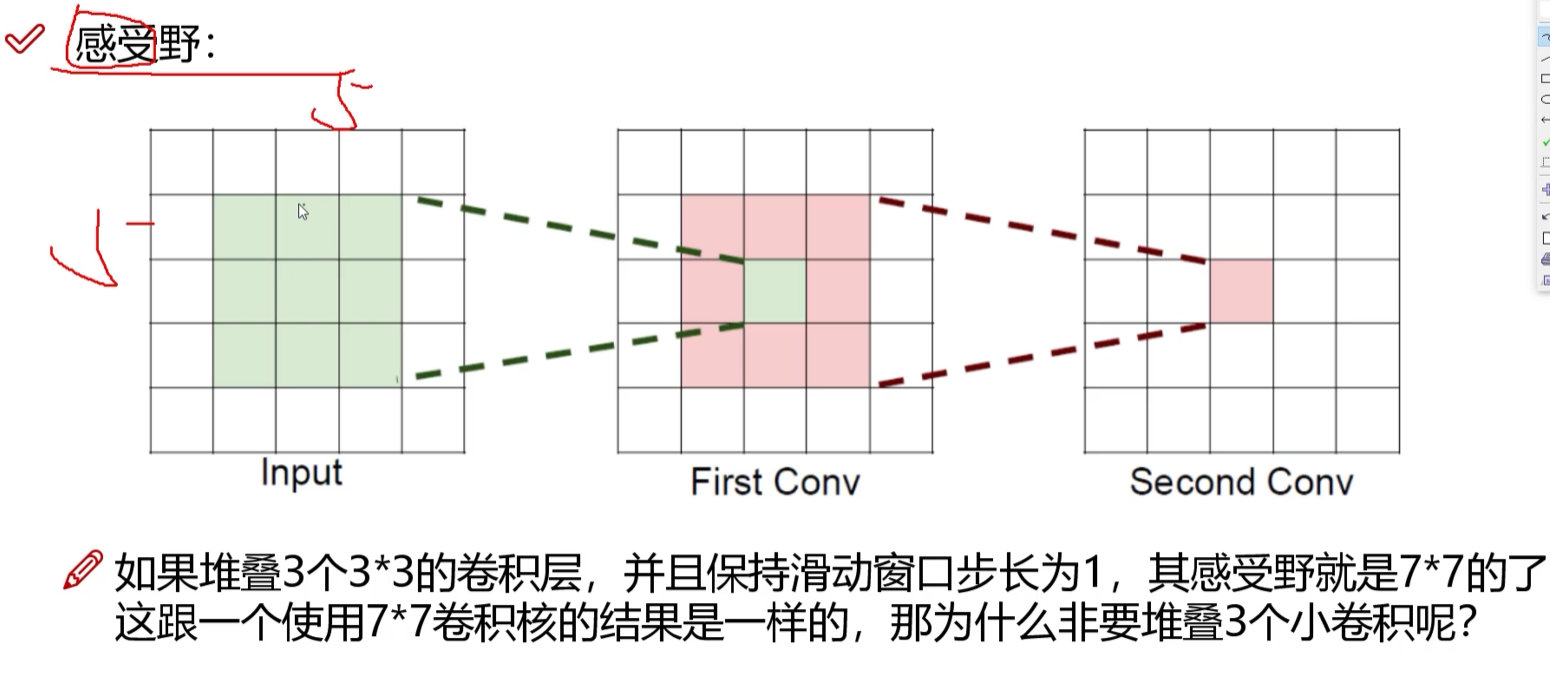 感受野：
5
5
Input
First Conv
Second Conv
如果堆叠3个3*3的卷积层，并且保持滑动窗口步长为1，其感受野就是7*7的了
这跟一个使用7*7卷积核的结果是一样的，那为什么非要堆叠3个小卷积呢？